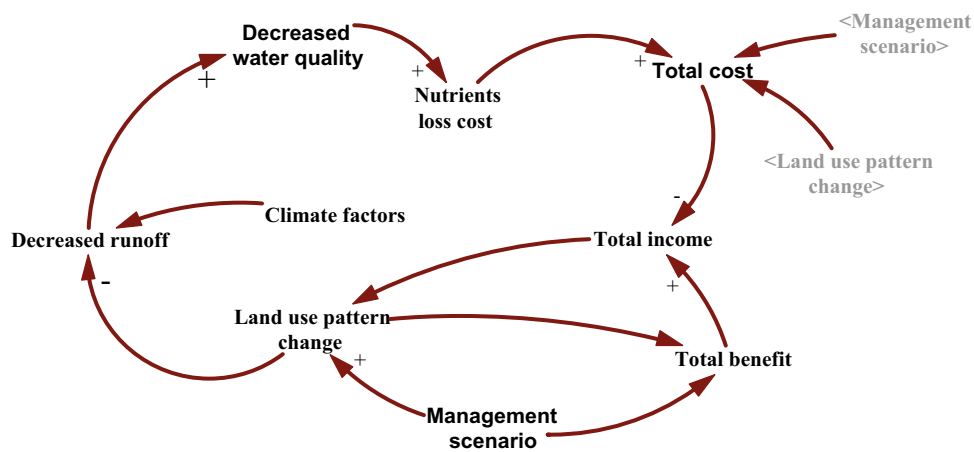 Decreased
water quality
+
+
Nutrients
loss cost
+
Total cost
<Management
scenario>
<Land use pattern
change>
-
Climate factors
Decreased runoff
-
Total income
+
Land use pattern
change
+
Total benefit
Management
scenario